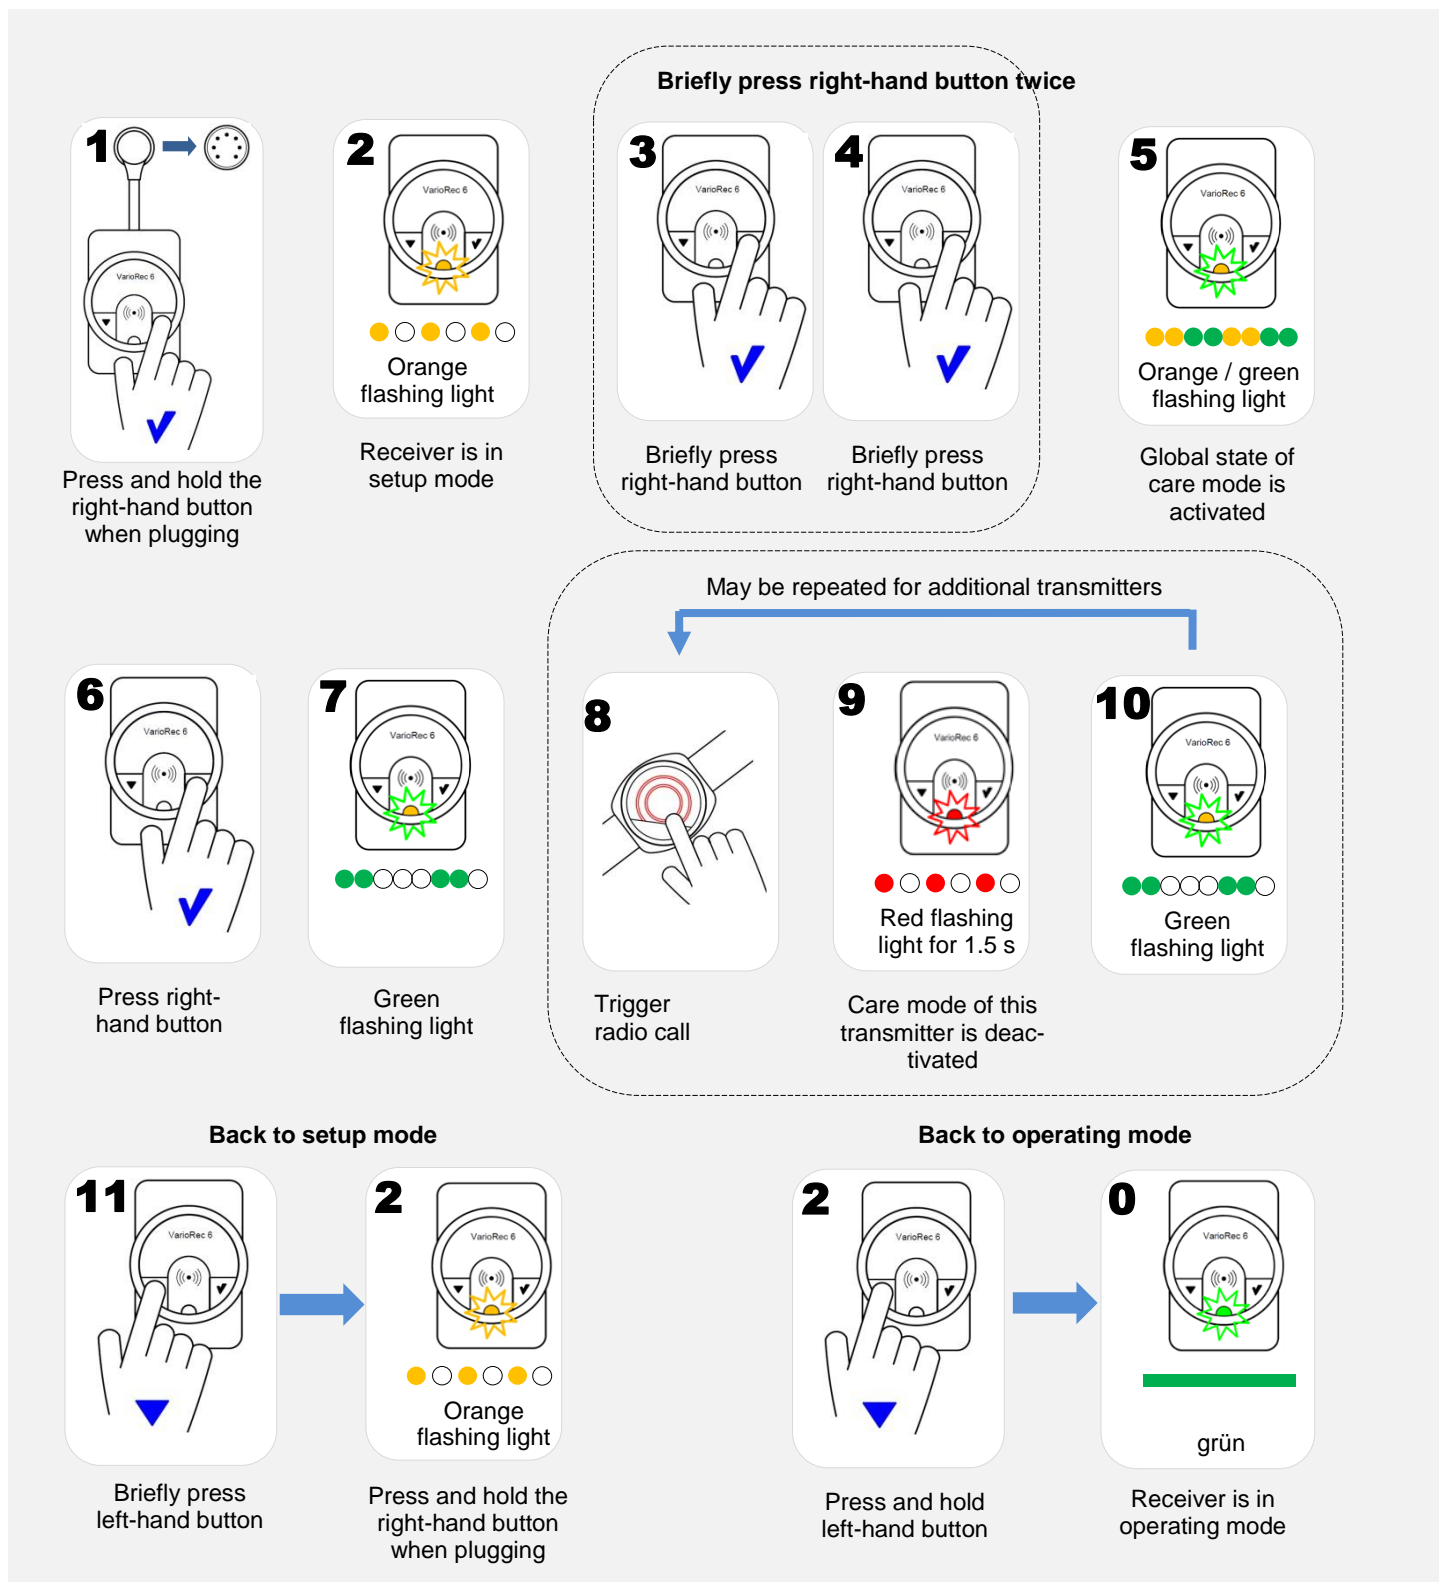 Briefly press right-hand button twice
1
VarioRec 6
Press and hold the
right-hand button
when plugging
2
VarioRec 6
Orange
flashing light
Receiver is in
setup mode
3
VarioRec 6
Briefly press
right-hand button
4
VarioRec 6
Briefly press
right-hand button
5
VarioRec 6
Orange / green
flashing light
Global state of
care mode is
activated
May be repeated for additional transmitters
6
VarioRec 6
Press right-
hand button
7
VarioRec 6
Green
flashing light
8
Trigger
radio call
9
VarioRec 6
Red flashing
light for 1.5 s
Care mode of this
transmitter is deac-
tivated
10
VarioRec 6
Green
flashing light
Back to setup mode
11
VarioRec 6
Briefly press
left-hand button
2
VarioRec 6
Orange
flashing light
Press and hold the
right-hand button
when plugging
Back to operating mode
2
VarioRec 6
Press and hold
left-hand button
0
VarioRec 6
grün
Receiver is in
operating mode